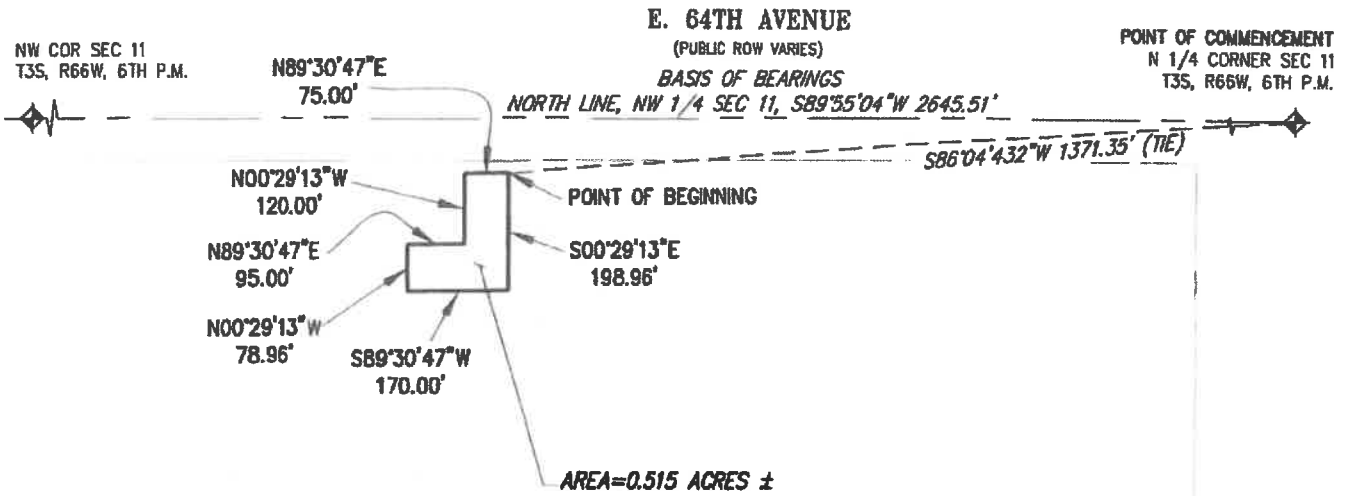 E. 64TH AVENUE
(PUBLIC ROW VARIES)
BASIS OF BEARINGS
NORTH LINE, NW 1/4 SEC 11, S89°55'04"W 2645.51'
NW COR SEC 11
T3S, R66W, 6TH P.M.
POINT OF COMMENCEMENT
N 1/4 CORNER SEC 11
T3S, R66W, 6TH P.M.
N89°30'47"E
75.00'
S86°04'432"W 1371.35' (TIE)
N00°29'13"W
120.00'
POINT OF BEGINNING
N89°30'47"E
95.00'
S00°29'13"E
198.96'
N00°29'13"W
78.96'
S89°30'47"W
170.00'
AREA=0.515 ACRES ±